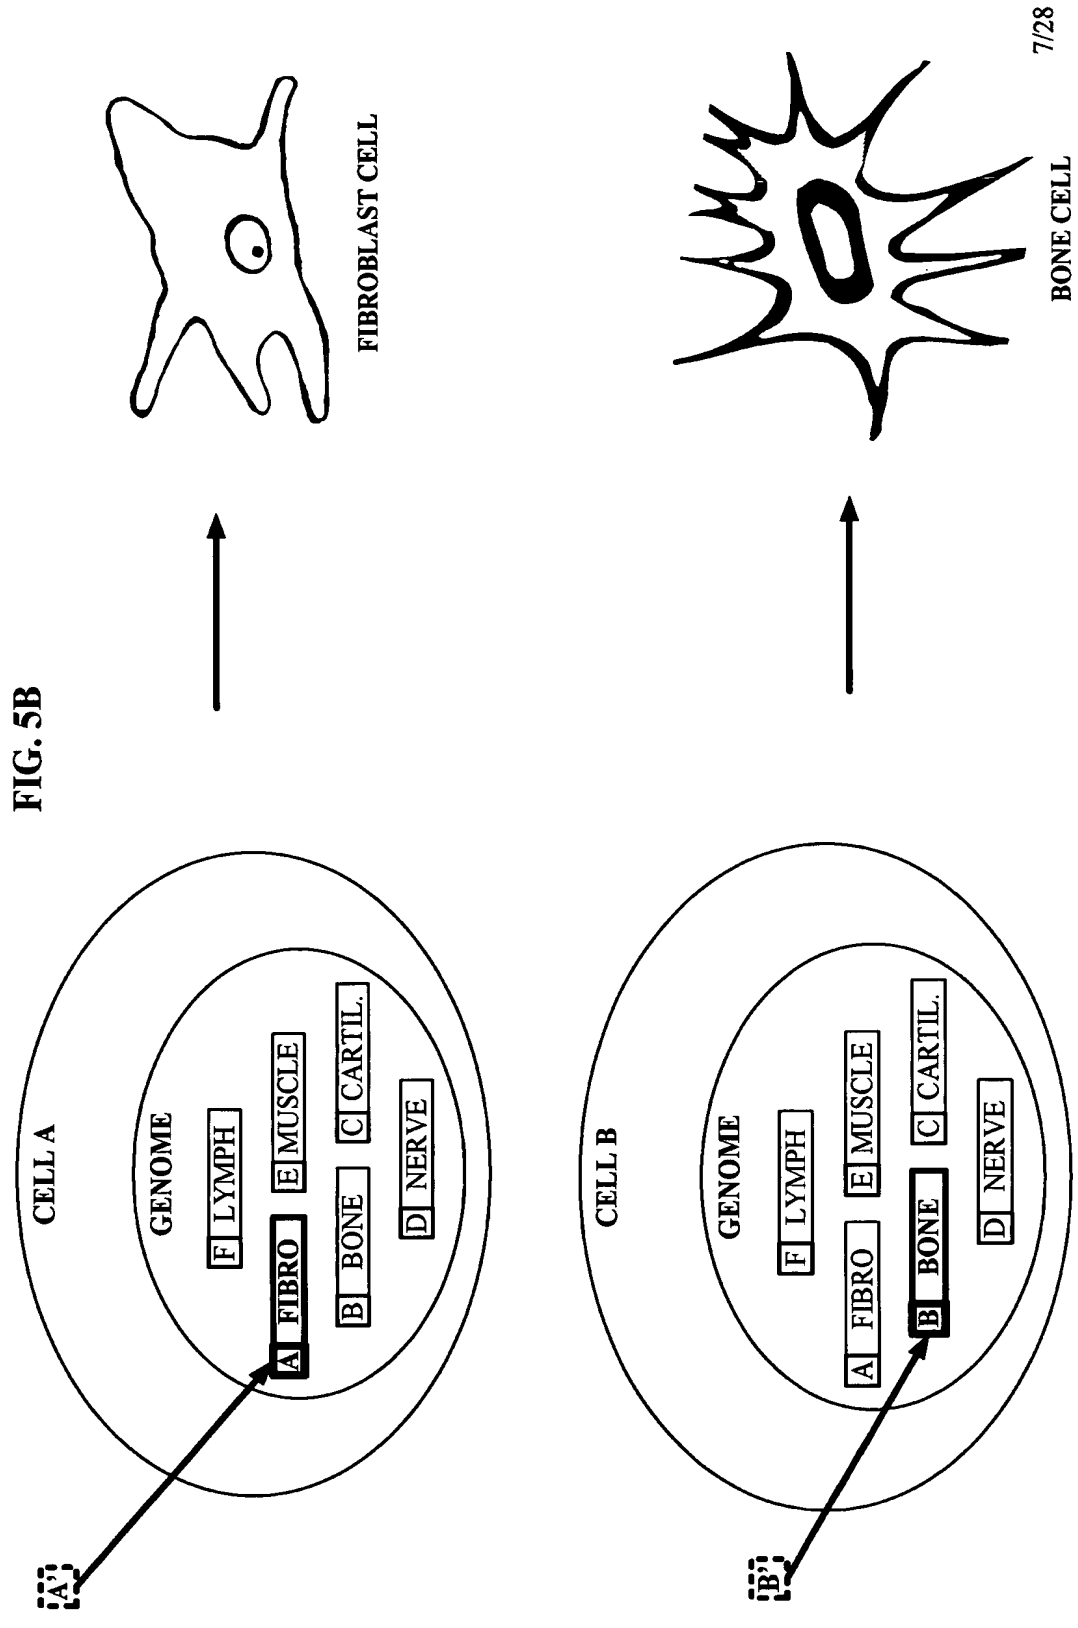 FIG. 5B
CELL A
GENOME
F LYMPH
A FIBRO
E MUSCLE
B BONE
C CARTIL.
D NERVE
A'
FIBROBLAST CELL
CELL B
GENOME
F LYMPH
A FIBRO
E MUSCLE
B BONE
C CARTIL.
D NERVE
B'
BONE CELL
7/28